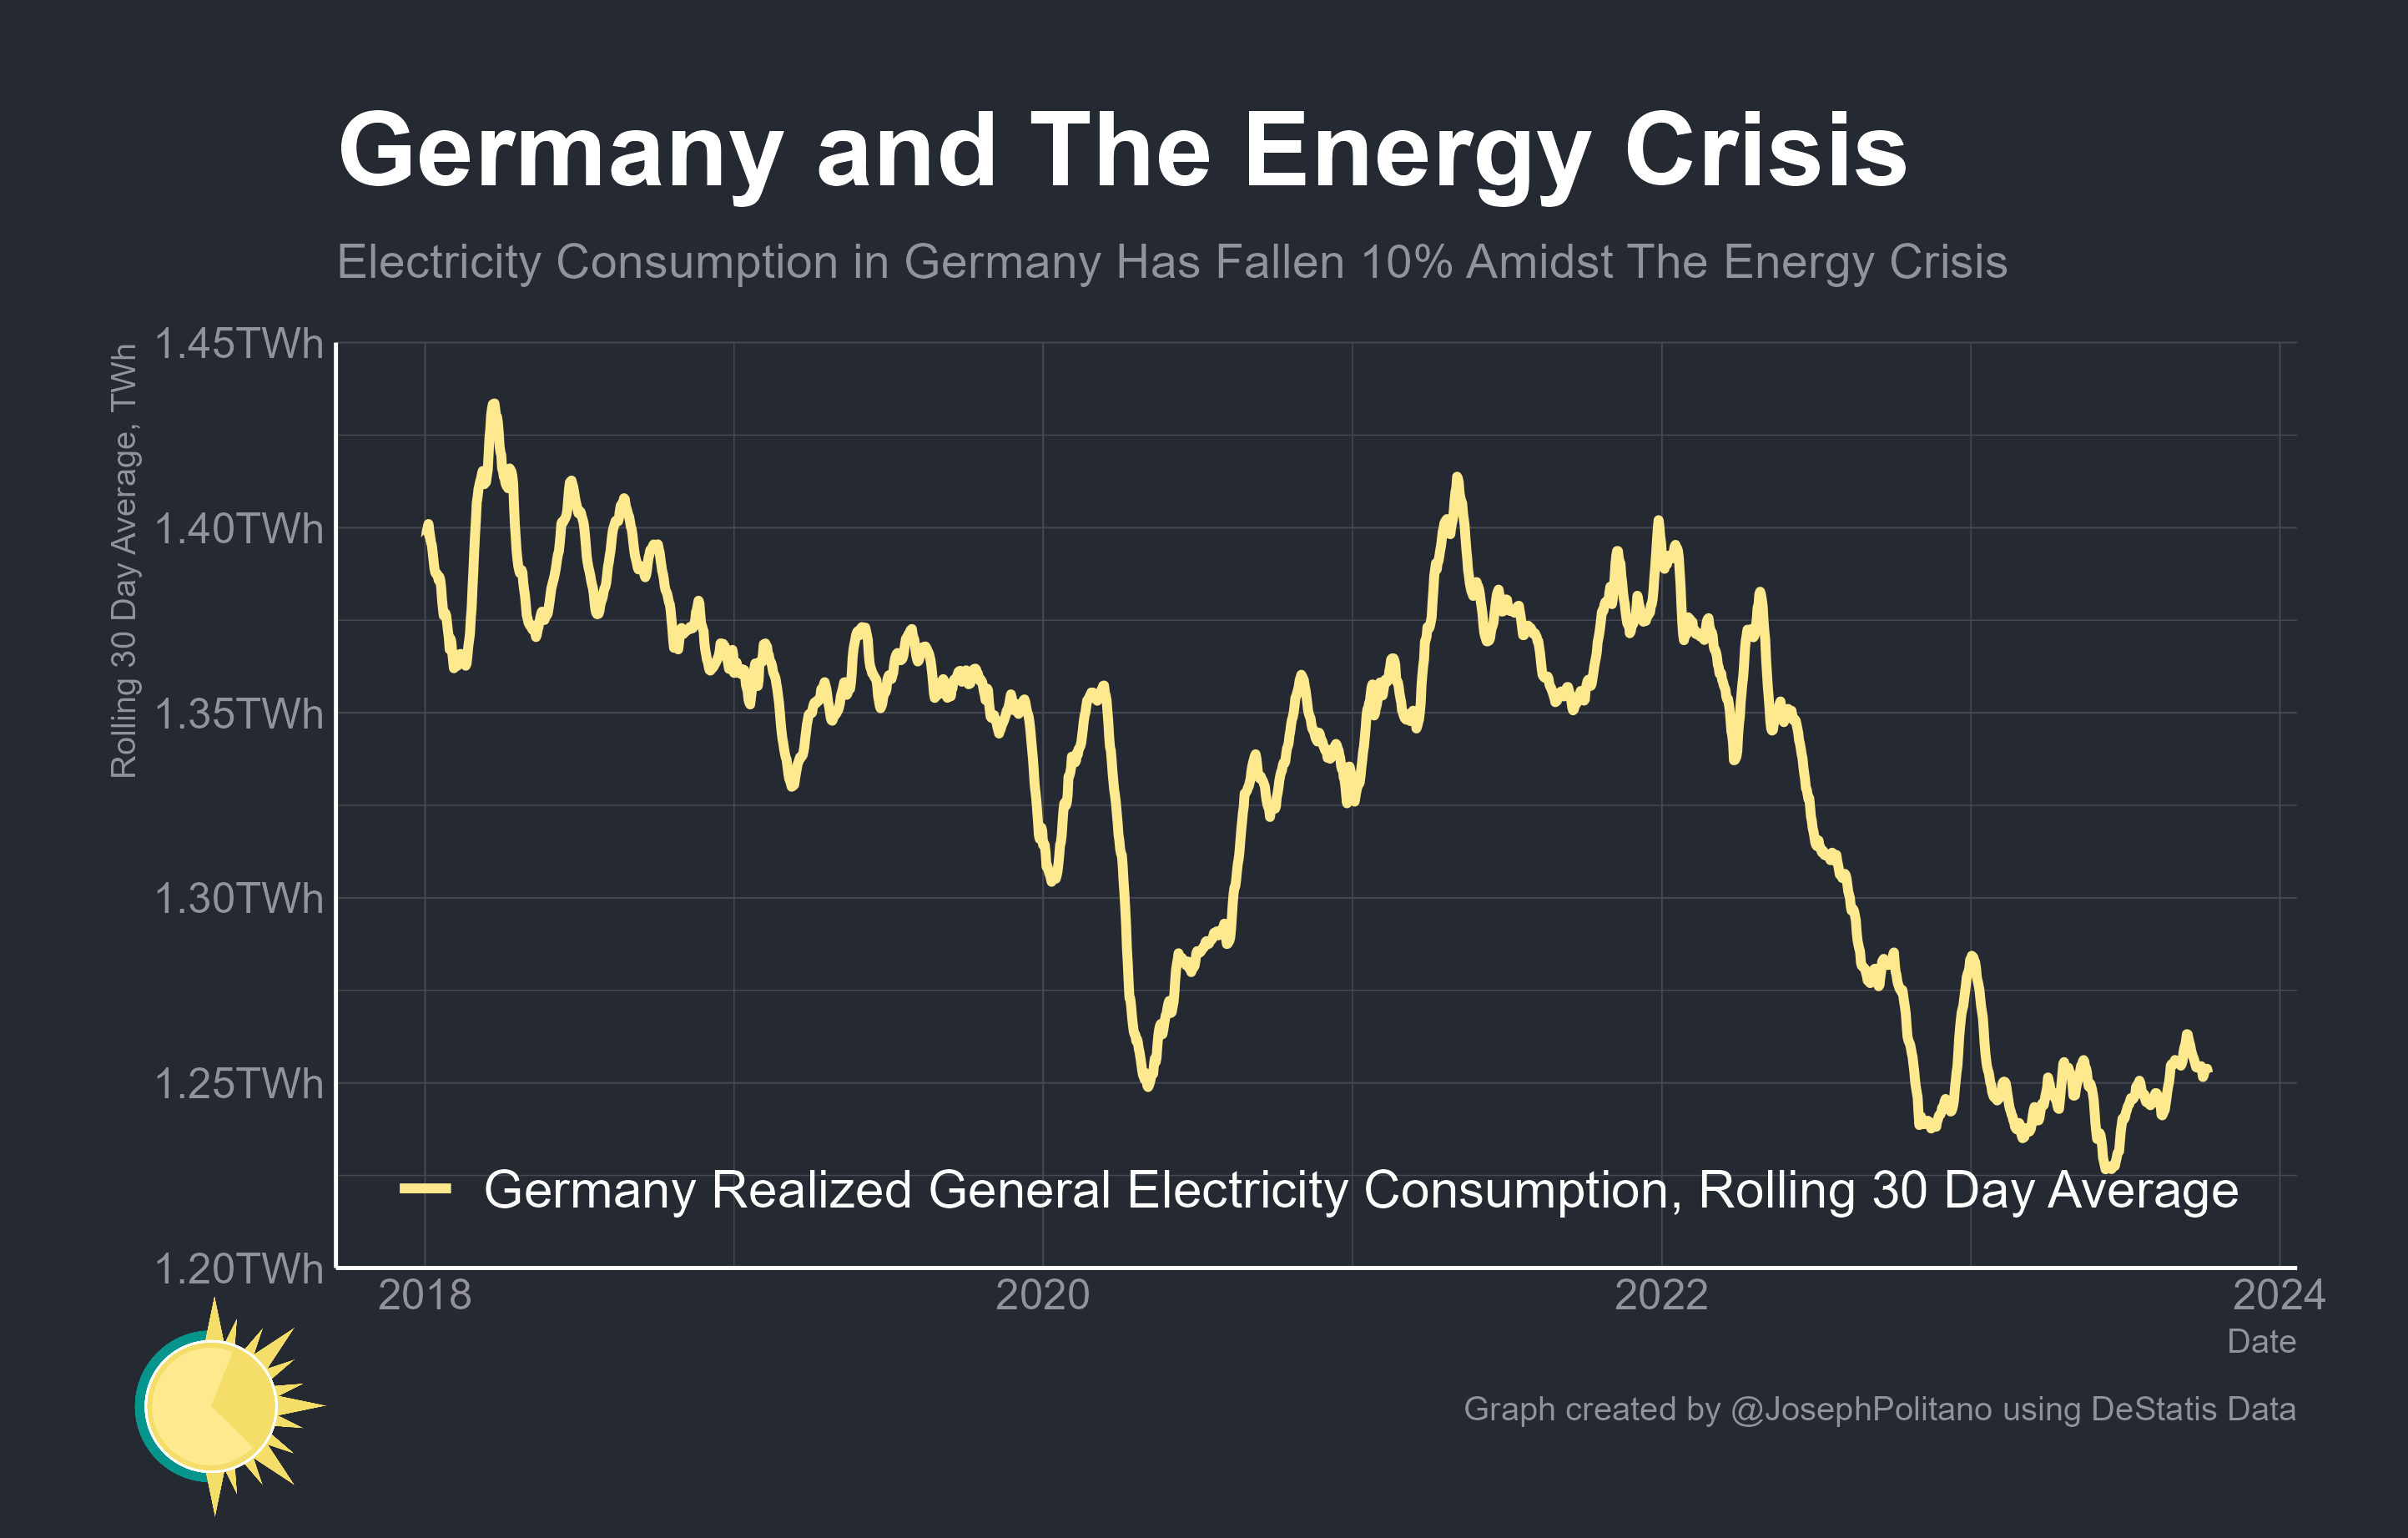 Germany and The Energy Crisis
Electricity Consumption in Germany Has Fallen 10% Amidst The Energy Crisis
Rolling 30 Day Average, TWh
1.45TWh
1.40TWh
1.35TWh
1.30TWh
1.25TWh
1.20TWh
Germany Realized General Electricity Consumption, Rolling 30 Day Average
2018 2020 2022 2024
Date
Graph created by @JosephPolitano using DeStatis Data